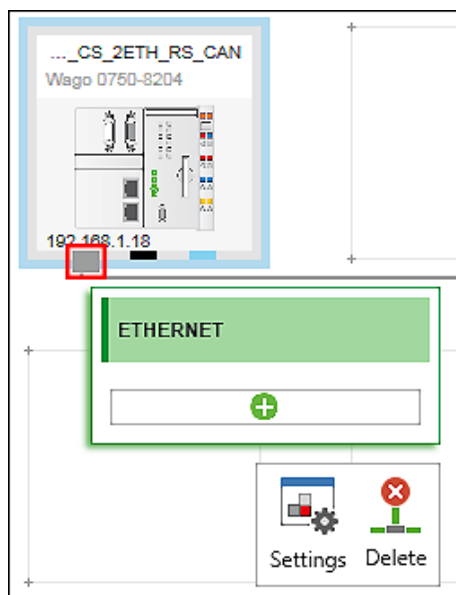 ..._CS_2ETH_RS_CAN
Wago 0750-8204
192.168.1.18
ETHERNET
Settings Delete